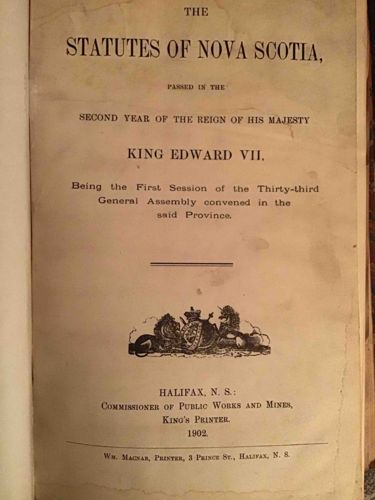 THE
STATUTES OF NOVA SCOTIA,
PASSED IN THE
SECOND YEAR OF THE REIGN OF HIS MAJESTY
KING EDWARD VII.
Being the First Session of the Thirty-third
General Assembly convened in the
said Province.
HALIFAX, N. S.:
COMMISSIONER OF PUBLIC WORKS AND MINES,
KING'S PRINTER.
1902.
WM. MACNAB, PRINTER, 3 PRINCE ST., HALIFAX, N. S.